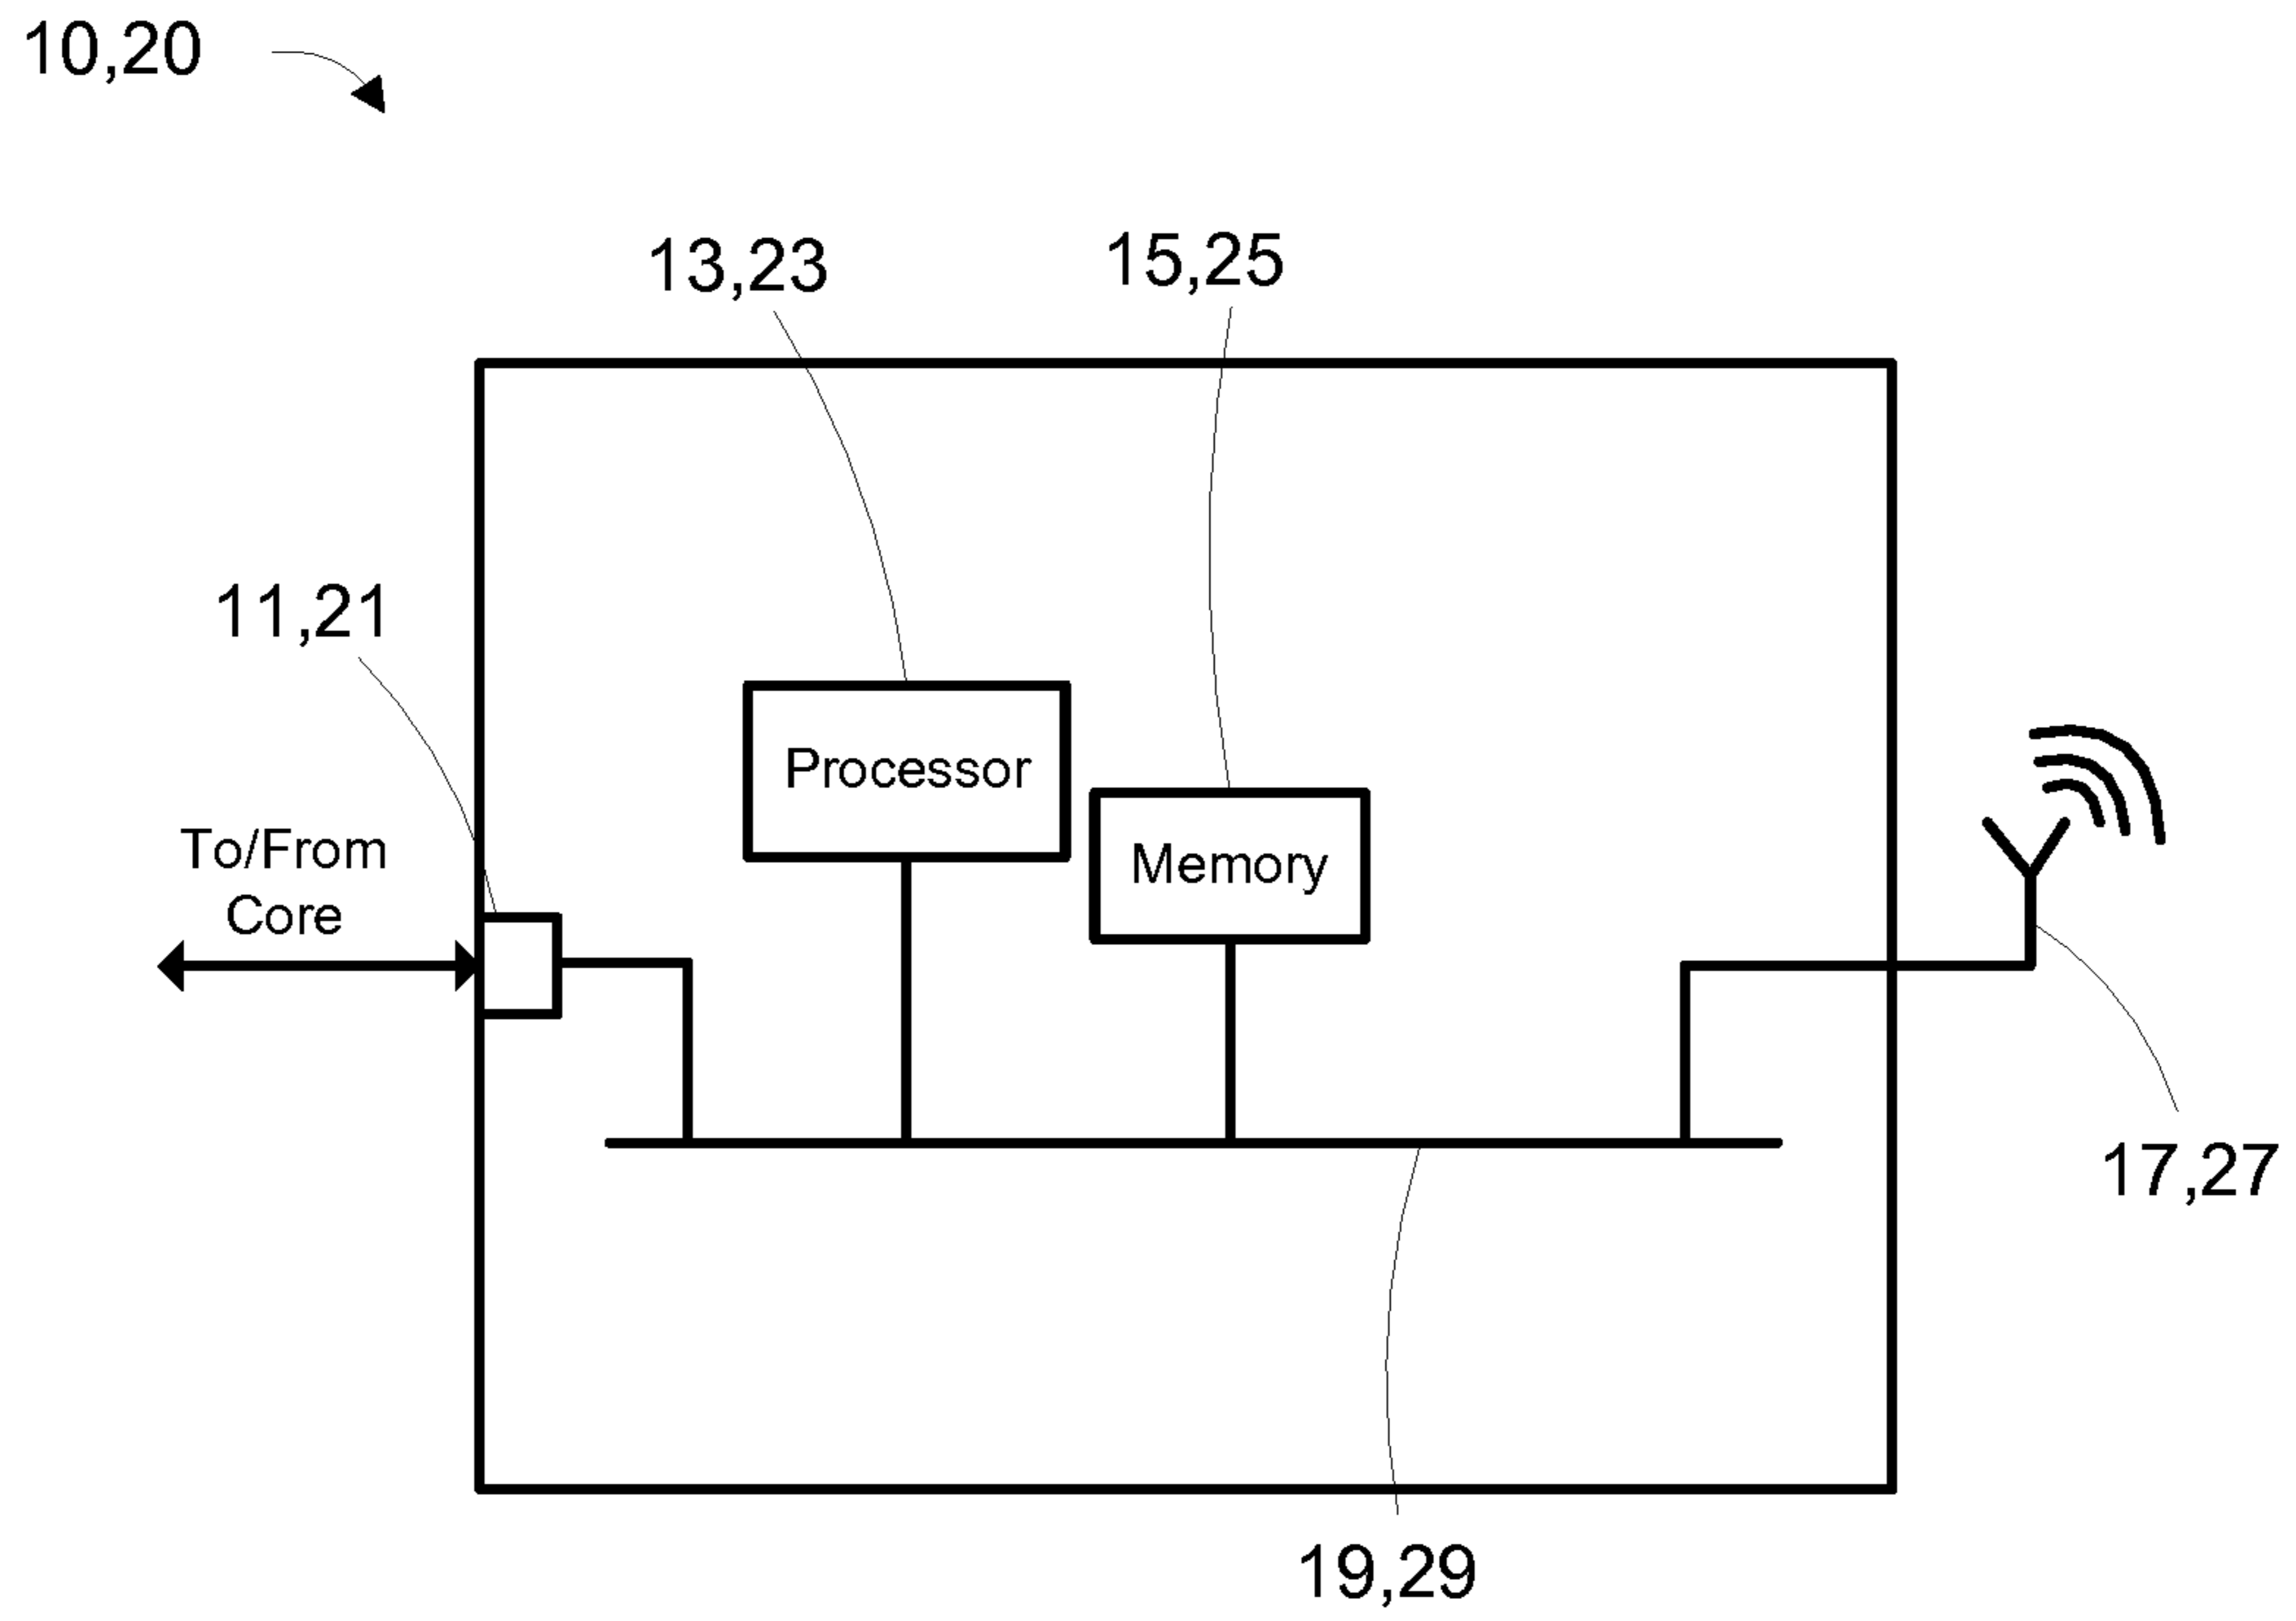 10,20
13,23
15,25
11,21
Processor
To/From
Core
Memory
17,27
19,29